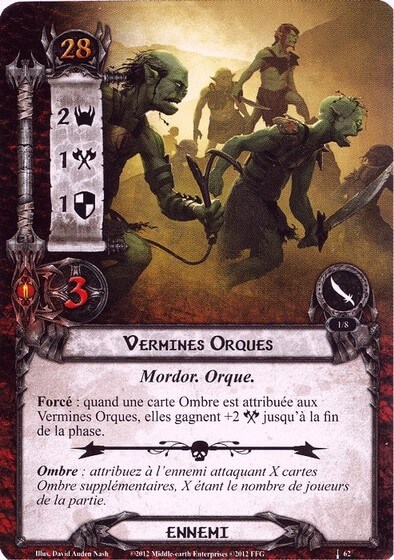 28
2
1
1
3
1/8
Vermines Orques
Mordor. Orque.
Forcé : quand une carte Ombre est attribuée aux
Vermines Orques, elles gagnent +2 jusqu'à la fin
de la phase.
Ombre : attribuez à l'ennemi attaquant X cartes
Ombre supplémentaires, X étant le nombre de joueurs
de la partie.
ENNEMI
Illus. David Auden Nash ©2012 Middle-earth Enterprises ©2012 FFG 62